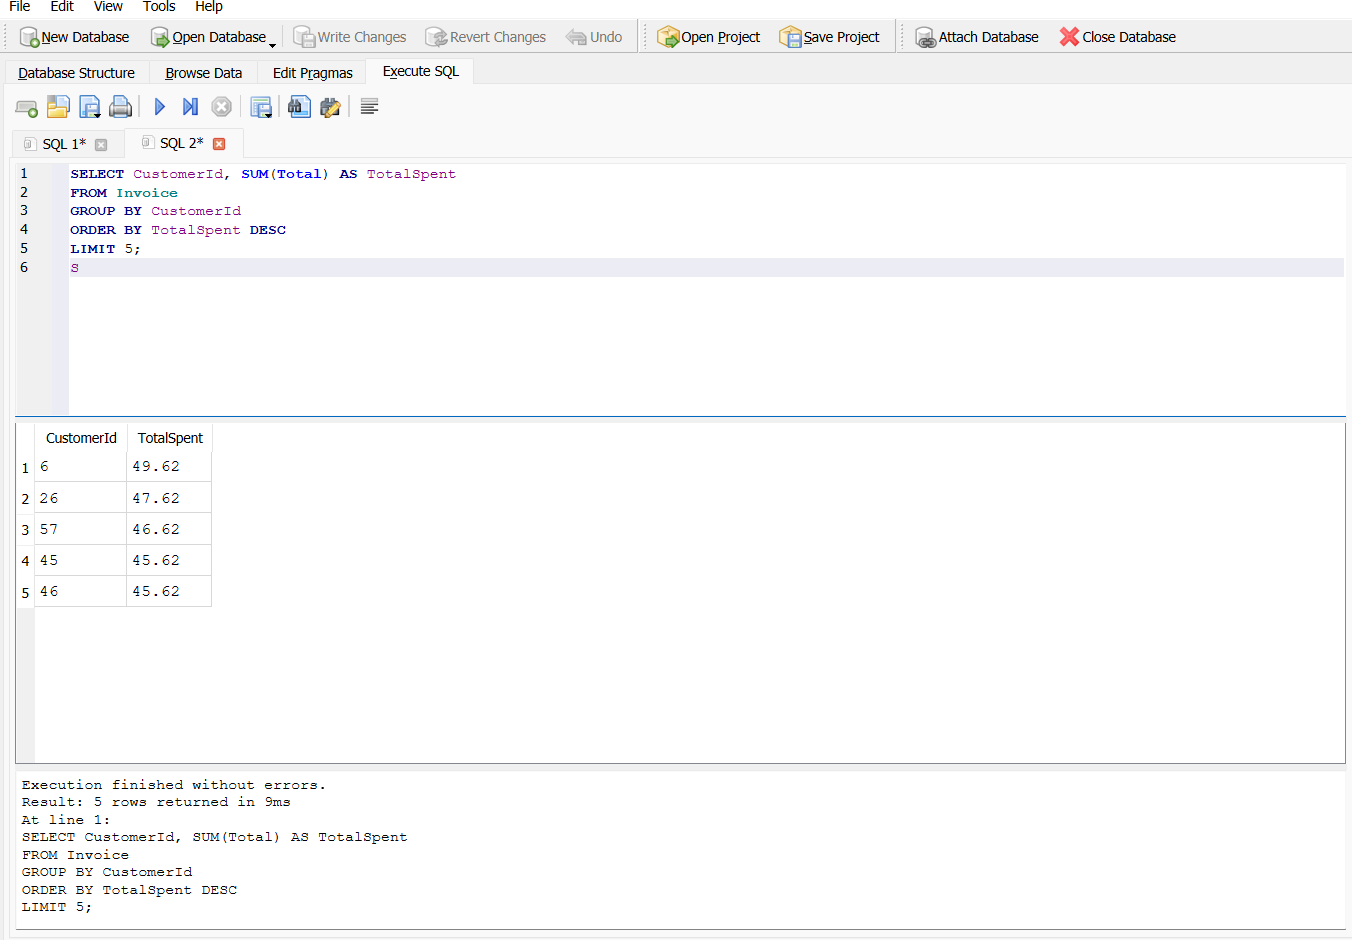 File Edit View Tools Help
New Database Open Database Write Changes Revert Changes Undo Open Project Save Project Attach Database Close Database
Database Structure Browse Data Edit Pragmas Execute SQL
SQL 1* SQL 2*
1 SELECT CustomerId, SUM(Total) AS TotalSpent
2 FROM Invoice
3 GROUP BY CustomerId
4 ORDER BY TotalSpent DESC
5 LIMIT 5;
6 S
CustomerId TotalSpent
1 6 49.62
2 26 47.62
3 57 46.62
4 45 45.62
5 46 45.62
Execution finished without errors.
Result: 5 rows returned in 9ms
At line 1:
SELECT CustomerId, SUM(Total) AS TotalSpent
FROM Invoice
GROUP BY CustomerId
ORDER BY TotalSpent DESC
LIMIT 5;